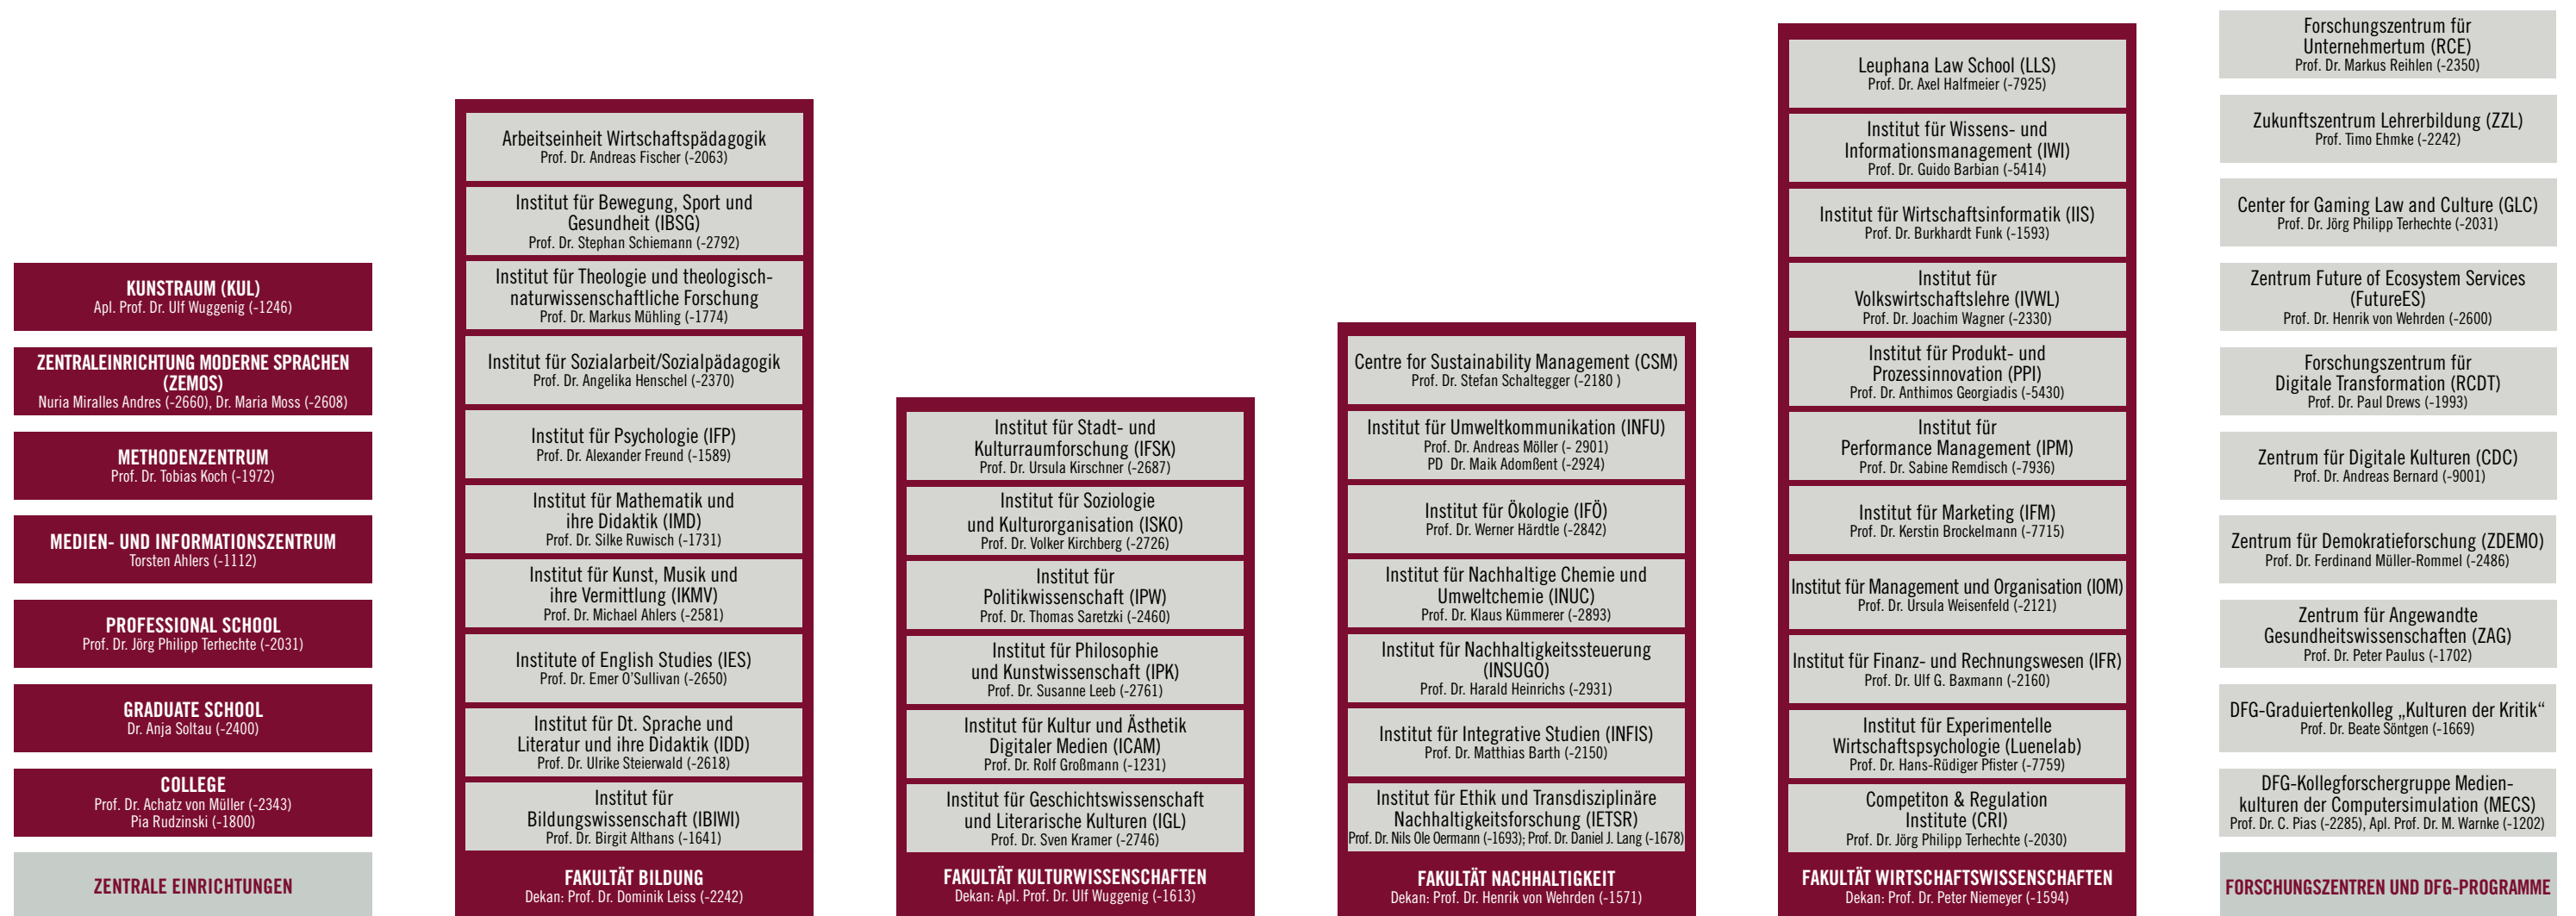 KUNSTRAUM (KUL)
Apl. Prof. Dr. Ulf Wuggenig (-1246)
ZENTRALEINRICHTUNG MODERNE SPRACHEN
(ZEMOS)
Nuria Miralles Andres (-2660), Dr. Maria Moss (-2608)
METHODENZENTRUM
Prof. Dr. Tobias Koch (-1972)
MEDIEN- UND INFORMATIONSZENTRUM
Torsten Ahlers (-1112)
PROFESSIONAL SCHOOL
Prof. Dr. Jörg Philipp Terhechte (-2031)
GRADUATE SCHOOL
Dr. Anja Soltau (-2400)
COLLEGE
Prof. Dr. Achatz von Müller (-2343)
Pia Rudzinski (-1800)
ZENTRALE EINRICHTUNGEN
Arbeitseinheit Wirtschaftspädagogik
Prof. Dr. Andreas Fischer (-2063)
Institut für Bewegung, Sport und
Gesundheit (IBSG)
Prof. Dr. Stephan Schiemann (-2792)
Institut für Theologie und theologisch-
naturwissenschaftliche Forschung
Prof. Dr. Markus Mühling (-1774)
Institut für Sozialarbeit/Sozialpädagogik
Prof. Dr. Angelika Henschel (-2370)
Institut für Psychologie (IFP)
Prof. Dr. Alexander Freund (-1589)
Institut für Mathematik und
ihre Didaktik (IMD)
Prof. Dr. Silke Ruwisch (-1731)
Institut für Kunst, Musik und
ihre Vermittlung (IKMV)
Prof. Dr. Michael Ahlers (-2581)
Institute of English Studies (IES)
Prof. Dr. Emer O'Sullivan (-2650)
Institut für Dt. Sprache und
Literatur und ihre Didaktik (IDD)
Prof. Dr. Ulrike Steierwald (-2618)
Institut für
Bildungswissenschaft (IBIWI)
Prof. Dr. Birgit Althans (-1641)
FAKULTÄT BILDUNG
Dekan: Prof. Dr. Dominik Leiss (-2242)
Institut für Stadt- und
Kulturraumforschung (IFSK)
Prof. Dr. Ursula Kirschner (-2687)
Institut für Soziologie
und Kulturorganisation (ISKO)
Prof. Dr. Volker Kirchberg (-2726)
Institut für
Politikwissenschaft (IPW)
Prof. Dr. Thomas Saretzki (-2460)
Institut für Philosophie
und Kunstwissenschaft (IPK)
Prof. Dr. Susanne Leeb (-2761)
Institut für Kultur und Ästhetik
Digitaler Medien (ICAM)
Prof. Dr. Rolf Großmann (-1231)
Institut für Geschichtswissenschaft
und Literarische Kulturen (IGL)
Prof. Dr. Sven Kramer (-2746)
FAKULTÄT KULTURWISSENSCHAFTEN
Dekan: Apl. Prof. Dr. Ulf Wuggenig (-1613)
Centre for Sustainability Management (CSM)
Prof. Dr. Stefan Schaltegger (-2180 )
Institut für Umweltkommunikation (INFU)
Prof. Dr. Andreas Möller (- 2901)
PD Dr. Maik Adomßent (-2924)
Institut für Ökologie (IFÖ)
Prof. Dr. Werner Härdtle (-2842)
Institut für Nachhaltige Chemie und
Umweltchemie (INUC)
Prof. Dr. Klaus Kümmerer (-2893)
Institut für Nachhaltigkeitssteuerung
(INSUGO)
Prof. Dr. Harald Heinrichs (-2931)
Institut für Integrative Studien (INFIS)
Prof. Dr. Matthias Barth (-2150)
Institut für Ethik und Transdisziplinäre
Nachhaltigkeitsforschung (IETSR)
Prof. Dr. Nils Ole Oermann (-1693); Prof. Dr. Daniel J. Lang (-1678)
FAKULTÄT NACHHALTIGKEIT
Dekan: Prof. Dr. Henrik von Wehrden (-1571)
Leuphana Law School (LLS)
Prof. Dr. Axel Halfmeier (-7925)
Institut für Wissens- und
Informationsmanagement (IWI)
Prof. Dr. Guido Barbian (-5414)
Institut für Wirtschaftsinformatik (IIS)
Prof. Dr. Burkhardt Funk (-1593)
Institut für
Volkswirtschaftslehre (IVWL)
Prof. Dr. Joachim Wagner (-2330)
Institut für Produkt- und
Prozessinnovation (PPI)
Prof. Dr. Anthimos Georgiadis (-5430)
Institut für
Performance Management (IPM)
Prof. Dr. Sabine Remdisch (-7936)
Institut für Marketing (IFM)
Prof. Dr. Kerstin Brockelmann (-7715)
Institut für Management und Organisation (IOM)
Prof. Dr. Ursula Weisenfeld (-2121)
Institut für Finanz- und Rechnungswesen (IFR)
Prof. Dr. Ulf G. Baxmann (-2160)
Institut für Experimentelle
Wirtschaftspsychologie (Luenelab)
Prof. Dr. Hans-Rüdiger Pfister (-7759)
Competiton & Regulation
Institute (CRI)
Prof. Dr. Jörg Philipp Terhechte (-2030)
FAKULTÄT WIRTSCHAFTSWISSENSCHAFTEN
Dekan: Prof. Dr. Peter Niemeyer (-1594)
Forschungszentrum für
Unternehmertum (RCE)
Prof. Dr. Markus Reihlen (-2350)
Zukunftszentrum Lehrerbildung (ZZL)
Prof. Timo Ehmke (-2242)
Center for Gaming Law and Culture (GLC)
Prof. Dr. Jörg Philipp Terhechte (-2031)
Zentrum Future of Ecosystem Services
(FutureES)
Prof. Dr. Henrik von Wehrden (-2600)
Forschungszentrum für
Digitale Transformation (RCDT)
Prof. Dr. Paul Drews (-1993)
Zentrum für Digitale Kulturen (CDC)
Prof. Dr. Andreas Bernard (-9001)
Zentrum für Demokratieforschung (ZDEMO)
Prof. Dr. Ferdinand Müller-Rommel (-2486)
Zentrum für Angewandte
Gesundheitswissenschaften (ZAG)
Prof. Dr. Peter Paulus (-1702)
DFG-Graduiertenkolleg „Kulturen der Kritik“
Prof. Dr. Beate Söntgen (-1669)
DFG-Kollegforschergruppe Medien-
kulturen der Computersimulation (MECS)
Prof. Dr. C. Pias (-2285), Apl. Prof. Dr. M. Warnke (-1202)
FORSCHUNGSZENTREN UND DFG-PROGRAMME